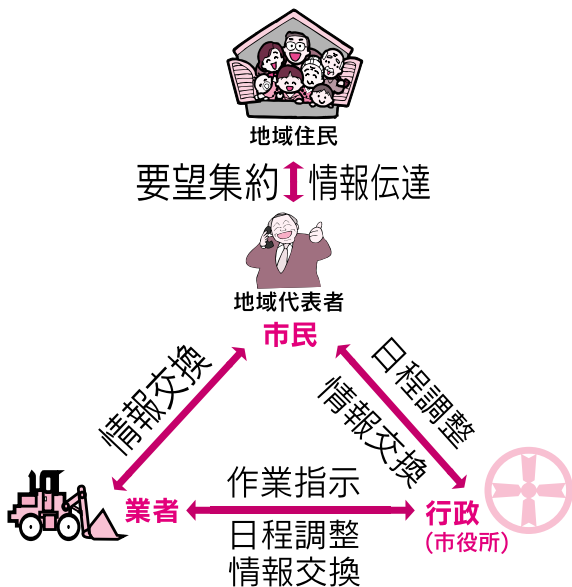 地域住民
要望集約 情報伝達
地域代表者
市民
情報交換
日程調整
情報交換
作業指示
業者
行政
(市役所)
日程調整
情報交換